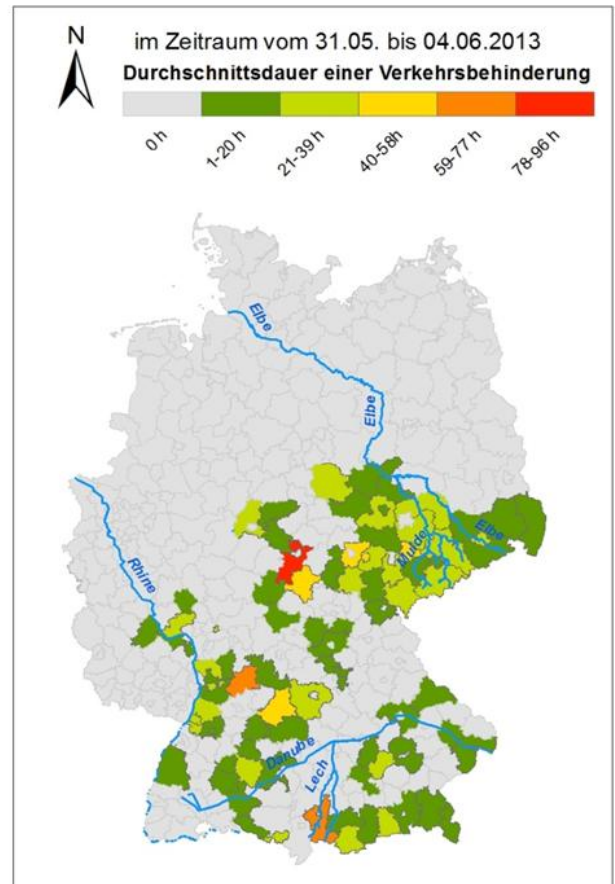 N
im Zeitraum vom 31.05. bis 04.06.2013
Durchschnittsdauer einer Verkehrsbehinderung
0 h
1-20 h
21-39 h
40-58h
59-77 h
78-96 h
Elbe
Elbe
Elbe
Mulde
Rhine
Danube
Lech